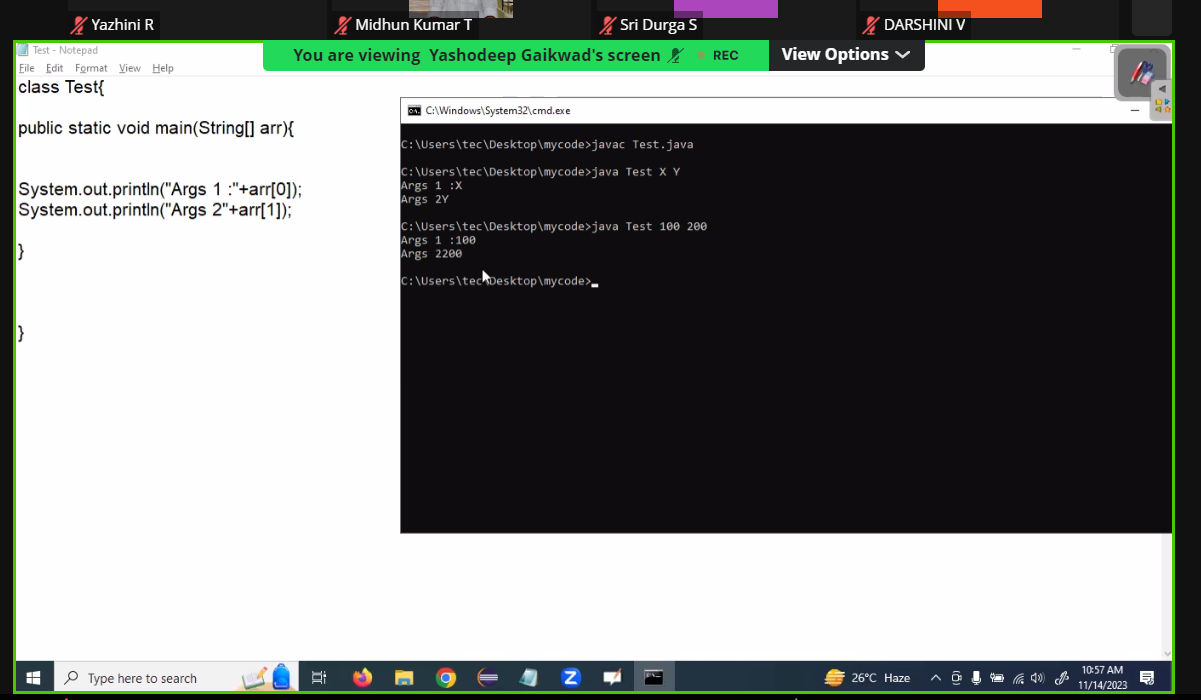 Yazhini R
Midhun Kumar T
Sri Durga S
DARSHINI V
Test - Notepad
You are viewing Yashodeep Gaikwad's screen
REC
View Options
File Edit Format View Help
class Test{
public static void main(String[] arr){
System.out.println("Args 1 :"+arr[0]);
System.out.println("Args 2"+arr[1]);
}
}
C:\Windows\System32\cmd.exe
C:\Users\tec\Desktop\mycode>javac Test.java
C:\Users\tec\Desktop\mycode>java Test X Y
Args 1 :X
Args 2Y
C:\Users\tec\Desktop\mycode>java Test 100 200
Args 1 :100
Args 2200
C:\Users\tec\Desktop\mycode>
Type here to search
26°C Haze
10:57 AM
11/14/2023